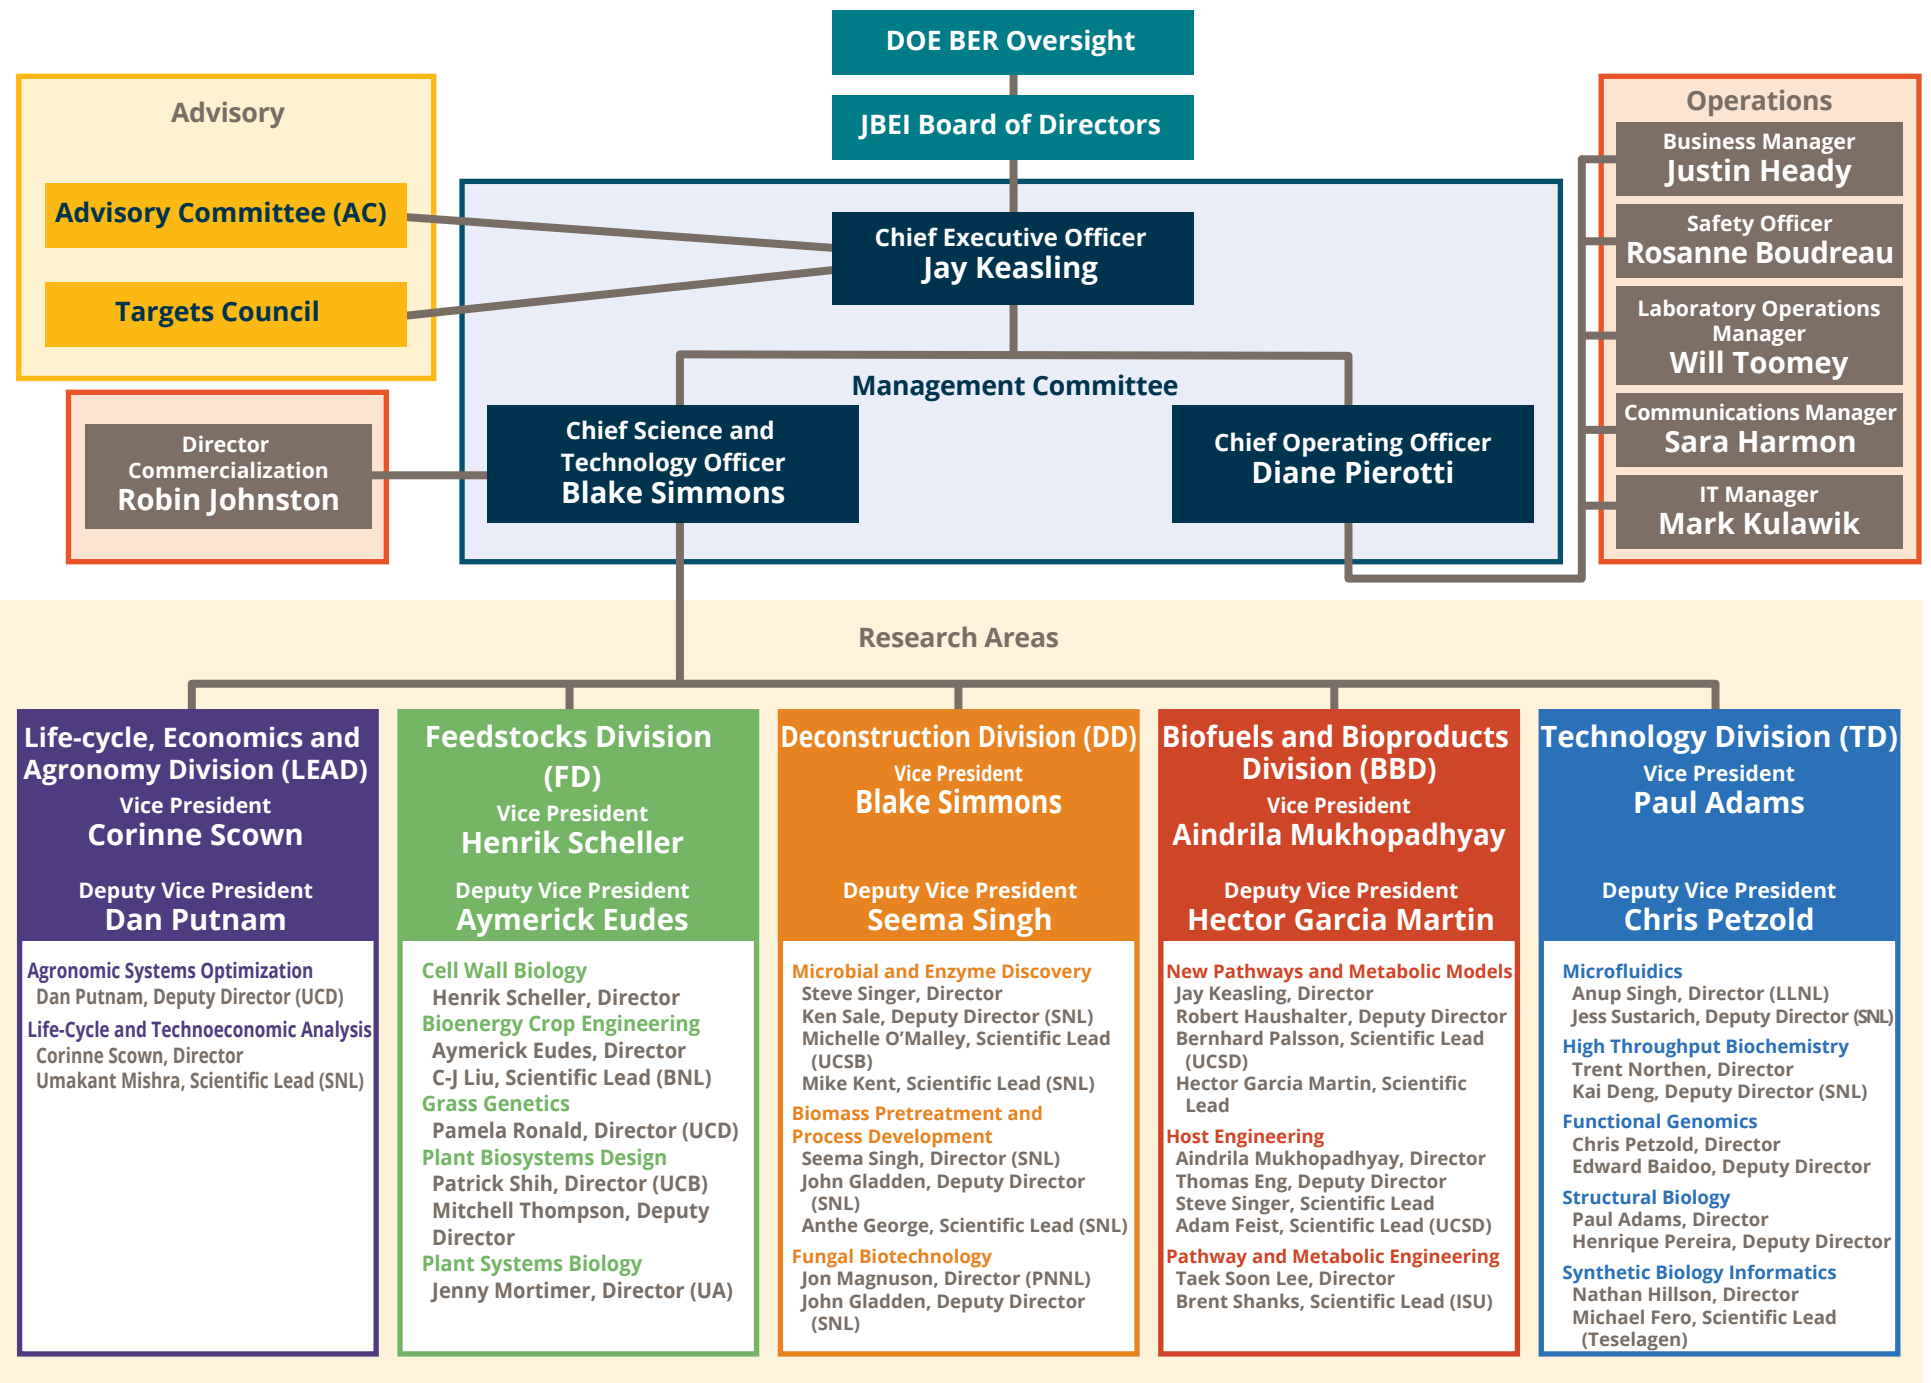 DOE BER Oversight
JBEI Board of Directors
Advisory
Advisory Committee (AC)
Targets Council
Chief Executive Officer
Jay Keasling
Management Committee
Director
Commercialization
Robin Johnston
Chief Science and
Technology Officer
Blake Simmons
Chief Operating Officer
Diane Pierotti
Operations
Business Manager
Justin Heady
Safety Officer
Rosanne Boudreau
Laboratory Operations
Manager
Will Toomey
Communications Manager
Sara Harmon
IT Manager
Mark Kulawik
Research Areas
Life-cycle, Economics and
Agronomy Division (LEAD)
Vice President
Corinne Scown
Deputy Vice President
Dan Putnam
Agronomic Systems Optimization
Dan Putnam, Deputy Director (UCD)
Life-Cycle and Technoeconomic Analysis
Corinne Scown, Director
Umakant Mishra, Scientific Lead (SNL)
Feedstocks Division
(FD)
Vice President
Henrik Scheller
Deputy Vice President
Aymerick Eudes
Cell Wall Biology
Henrik Scheller, Director
Bioenergy Crop Engineering
Aymerick Eudes, Director
C-J Liu, Scientific Lead (BNL)
Grass Genetics
Pamela Ronald, Director (UCD)
Plant Biosystems Design
Patrick Shih, Director (UCB)
Mitchell Thompson, Deputy
Director
Plant Systems Biology
Jenny Mortimer, Director (UA)
Deconstruction Division (DD)
Vice President
Blake Simmons
Deputy Vice President
Seema Singh
Microbial and Enzyme Discovery
Steve Singer, Director
Ken Sale, Deputy Director (SNL)
Michelle O’Malley, Scientific Lead
(UCSB)
Mike Kent, Scientific Lead (SNL)
Biomass Pretreatment and
Process Development
Seema Singh, Director (SNL)
John Gladden, Deputy Director
(SNL)
Anthe George, Scientific Lead (SNL)
Fungal Biotechnology
Jon Magnuson, Director (PNNL)
John Gladden, Deputy Director
(SNL)
Biofuels and Bioproducts
Division (BBD)
Vice President
Aindrila Mukhopadhyay
Deputy Vice President
Hector Garcia Martin
New Pathways and Metabolic Models
Jay Keasling, Director
Robert Haushalter, Deputy Director
Bernhard Palsson, Scientific Lead
(UCSD)
Hector Garcia Martin, Scientific
Lead
Host Engineering
Aindrila Mukhopadhyay, Director
Thomas Eng, Deputy Director
Steve Singer, Scientific Lead
Adam Feist, Scientific Lead (UCSD)
Pathway and Metabolic Engineering
Taek Soon Lee, Director
Brent Shanks, Scientific Lead (ISU)
Technology Division (TD)
Vice President
Paul Adams
Deputy Vice President
Chris Petzold
Microfluidics
Anup Singh, Director (LLNL)
Jess Sustarich, Deputy Director (SNL)
High Throughput Biochemistry
Trent Northen, Director
Kai Deng, Deputy Director (SNL)
Functional Genomics
Chris Petzold, Director
Edward Baidoo, Deputy Director
Structural Biology
Paul Adams, Director
Henrique Pereira, Deputy Director
Synthetic Biology Informatics
Nathan Hillson, Director
Michael Fero, Scientific Lead
(Teselagen)